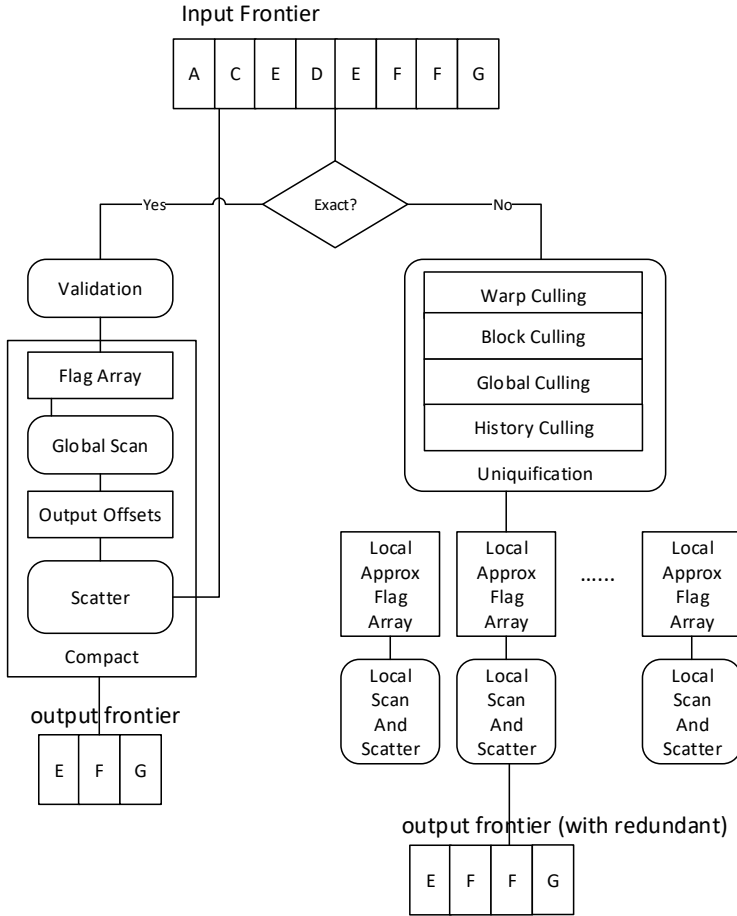 Input Frontier
A C E D E F F G
Exact?
Yes
No
Validation
Flag Array
Global Scan
Output Offsets
Scatter
Compact
output frontier
E F G
Warp Culling
Block Culling
Global Culling
History Culling
Uniquification
Local
Approx
Flag
Array
Local
Approx
Flag
Array
......
Local
Approx
Flag
Array
Local
Scan
And
Scatter
Local
Scan
And
Scatter
Local
Scan
And
Scatter
output frontier (with redundant)
E F F G